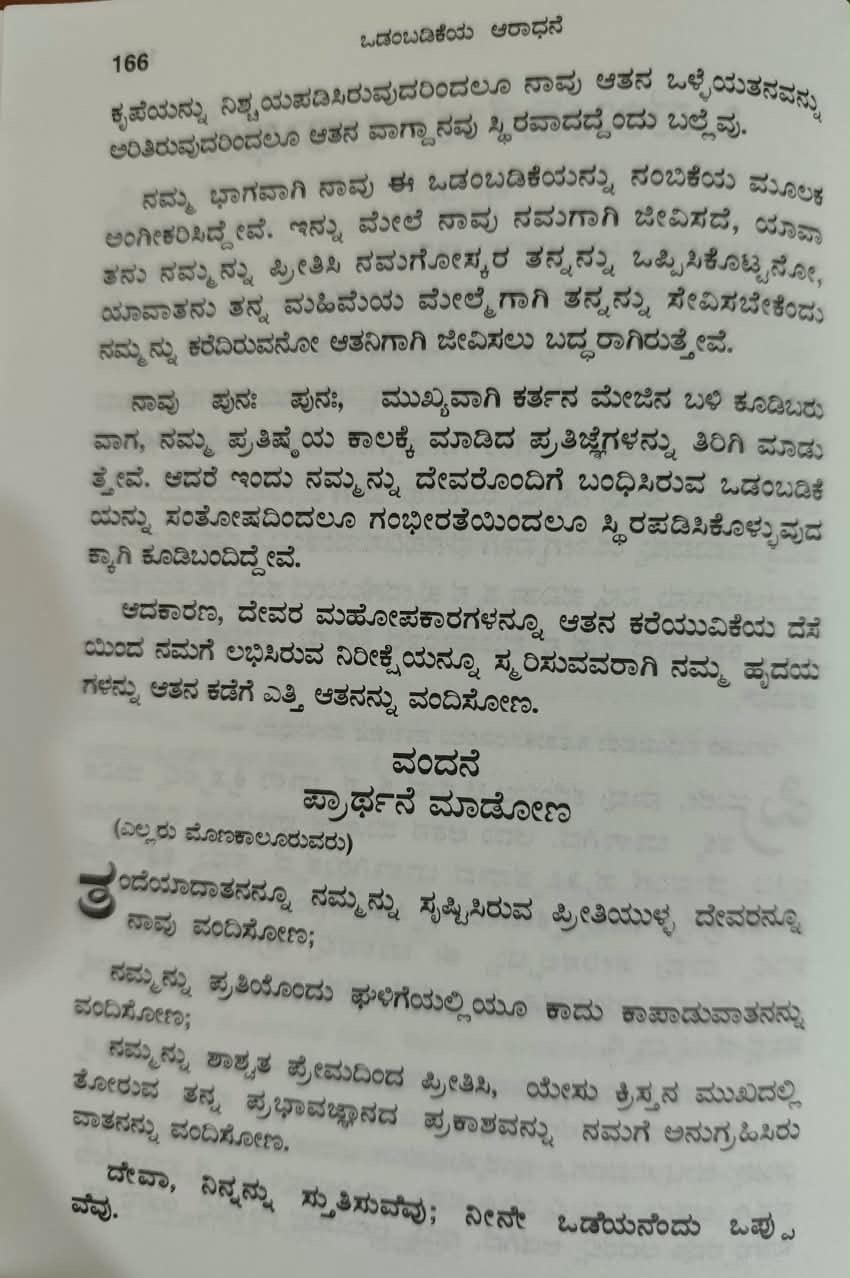 166
ಒಡಂಬಡಿಕೆಯ ಆರಾಧನೆ
ಕೃಪೆಯನ್ನು ನಿಶ್ಚಯಪಡಿಸಿರುವುದರಿಂದಲೂ ನಾವು ಆತನ ಒಳ್ಳೆಯತನವನ್ನು
ಅರಿತಿರುವುದರಿಂದಲೂ ಆತನ ವಾಗ್ದಾನವು ಸ್ಥಿರವಾದದ್ದೆಂದು ಬಲ್ಲೆವು.
ನಮ್ಮ ಭಾಗವಾಗಿ ನಾವು ಈ ಒಡಂಬಡಿಕೆಯನ್ನು ನಂಬಿಕೆಯ ಮೂಲಕ
ಅಂಗೀಕರಿಸಿದ್ದೇವೆ. ಇನ್ನು ಮೇಲೆ ನಾವು ನಮಗಾಗಿ ಜೀವಿಸದೆ, ಯಾವಾ
ತನು ನಮ್ಮನ್ನು ಪ್ರೀತಿಸಿ ನಮಗೋಸ್ಕರ ತನ್ನನ್ನು ಒಪ್ಪಿಸಿಕೊಟ್ಟನೋ,
ಯಾವಾತನು ತನ್ನ ಮಹಿಮೆಯ ಮೇಲ್ಮೆಗಾಗಿ ತನ್ನನ್ನು ಸೇವಿಸಬೇಕೆಂದು
ನಮ್ಮನ್ನು ಕರೆದಿರುವನೋ ಆತನಿಗಾಗಿ ಜೀವಿಸಲು ಬದ್ಧರಾಗಿರುತ್ತೇವೆ.
ನಾವು ಪುನಃ ಪುನಃ, ಮುಖ್ಯವಾಗಿ ಕರ್ತನ ಮೇಜಿನ ಬಳಿ ಕೂಡಿಬರು
ವಾಗ, ನಮ್ಮ ಪ್ರತಿಷ್ಠೆಯ ಕಾಲಕ್ಕೆ ಮಾಡಿದ ಪ್ರತಿಜ್ಞೆಗಳನ್ನು ತಿರಿಗಿ ಮಾಡು
ತ್ತೇವೆ. ಆದರೆ ಇಂದು ನಮ್ಮನ್ನು ದೇವರೊಂದಿಗೆ ಬಂಧಿಸಿರುವ ಒಡಂಬಡಿಕೆ
ಯನ್ನು ಸಂತೋಷದಿಂದಲೂ ಗಂಭೀರತೆಯಿಂದಲೂ ಸ್ಥಿರಪಡಿಸಿಕೊಳ್ಳುವುದ
ಕ್ಕಾಗಿ ಕೂಡಿಬಂದಿದ್ದೇವೆ.
ಆದಕಾರಣ, ದೇವರ ಮಹೋಪಕಾರಗಳನ್ನೂ ಆತನ ಕರೆಯುವಿಕೆಯ ದೆಸೆ
ಯಿಂದ ನಮಗೆ ಲಭಿಸಿರುವ ನಿರೀಕ್ಷೆಯನ್ನೂ ಸ್ಮರಿಸುವವರಾಗಿ ನಮ್ಮ ಹೃದಯ
ಗಳನ್ನು ಆತನ ಕಡೆಗೆ ಎತ್ತಿ ಆತನನ್ನು ವಂದಿಸೋಣ.
ವಂದನೆ
ಪ್ರಾರ್ಥನೆ ಮಾಡೋಣ
(ಎಲ್ಲರು ಮೊಣಕಾಲೂರುವರು)
ತಂದೆಯಾದಾತನನ್ನೂ ನಮ್ಮನ್ನು ಸೃಷ್ಟಿಸಿರುವ ಪ್ರೀತಿಯುಳ್ಳ ದೇವರನ್ನೂ
ನಾವು ವಂದಿಸೋಣ;
ನಮ್ಮನ್ನು ಪ್ರತಿಯೊಂದು ಘಳಿಗೆಯಲ್ಲಿಯೂ ಕಾದು ಕಾಪಾಡುವಾತನನ್ನು
ವಂದಿಸೋಣ;
ನಮ್ಮನ್ನು ಶಾಶ್ವತ ಪ್ರೇಮದಿಂದ ಪ್ರೀತಿಸಿ, ಯೇಸು ಕ್ರಿಸ್ತನ ಮುಖದಲ್ಲಿ
ತೋರುವ ತನ್ನ ಪ್ರಭಾವಜ್ಞಾನದ ಪ್ರಕಾಶವನ್ನು ನಮಗೆ ಅನುಗ್ರಹಿಸಿರು
ವಾತನನ್ನು ವಂದಿಸೋಣ.
ದೇವಾ, ನಿನ್ನನ್ನು ಸ್ತುತಿಸುವೆವು; ನೀನೇ ಒಡೆಯನೆಂದು ಒಪ್ಪು
ವೆವು.